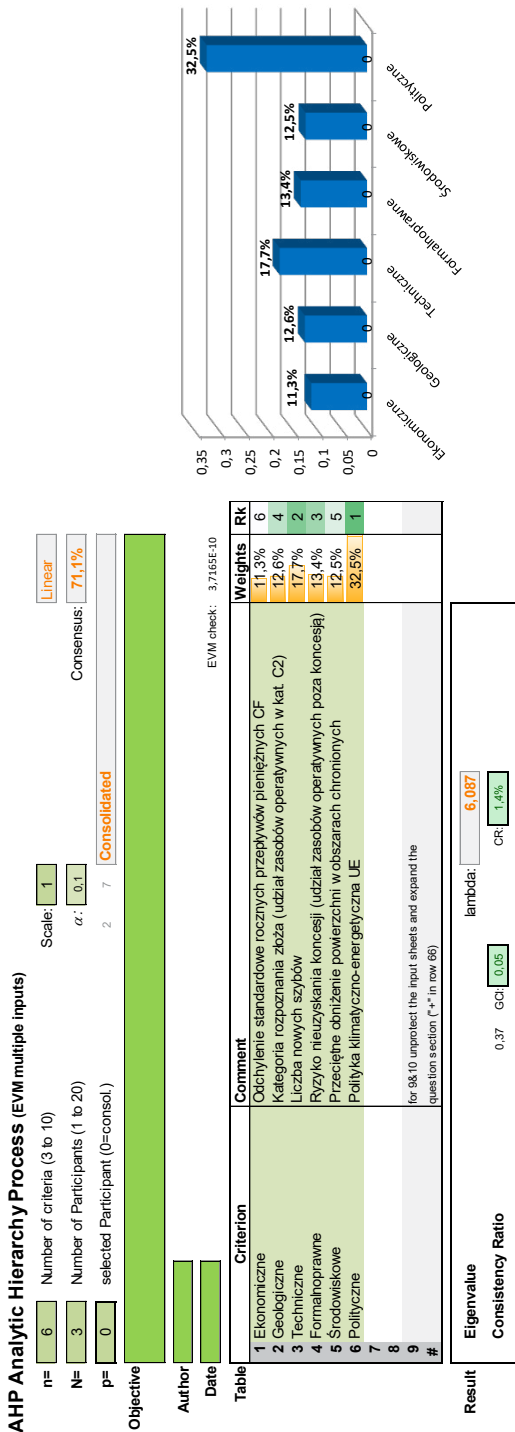 AHP Analytic Hierarchy Process (EVM multiple inputs)
n= 6 Number of criteria (3 to 10) Scale: 1 Linear
N= 3 Number of Participants (1 to 20) α: 0,1 Consensus: 71,1%
p= 0 selected Participant (0=consol.) 2 7 Consolidated
Objective
Author
Date EVM check: 3,7165E-10
Table Criterion Comment Weights Rk
1 Ekonomiczne Odchylenie standardowe rocznych przepływów pieniężnych CF 11,3% 6
2 Geologiczne Kategoria rozpoznania złoża (udział zasobów operatywnych w kat. C2) 12,6% 4
3 Techniczne Liczba nowych szybów 17,7% 2
4 Formalnoprawne Ryzyko nieuzyskania koncesji (udział zasobów operatywnych poza koncesją) 13,4% 3
5 Środowiskowe Przeciętne obniżenie powierzchni w obszarach chronionych 12,5% 5
6 Polityczne Polityka klimatyczno-energetyczna UE 32,5% 1
7
8
9 for 9&10 unprotect the input sheets and expand the
# question section ("+" in row 66)
Result Eigenvalue lambda: 6,087
Consistency Ratio 0,37 GCI: 0,05 CR: 1,4%
0,35
0,3
0,25
0,2
0,15
0,1
0,05
0
11,3% 12,6% 17,7% 13,4% 12,5% 32,5%
0 0 0 0 0 0
Ekonomiczne Geologiczne Techniczne Formalnoprawne Środowiskowe Polityczne